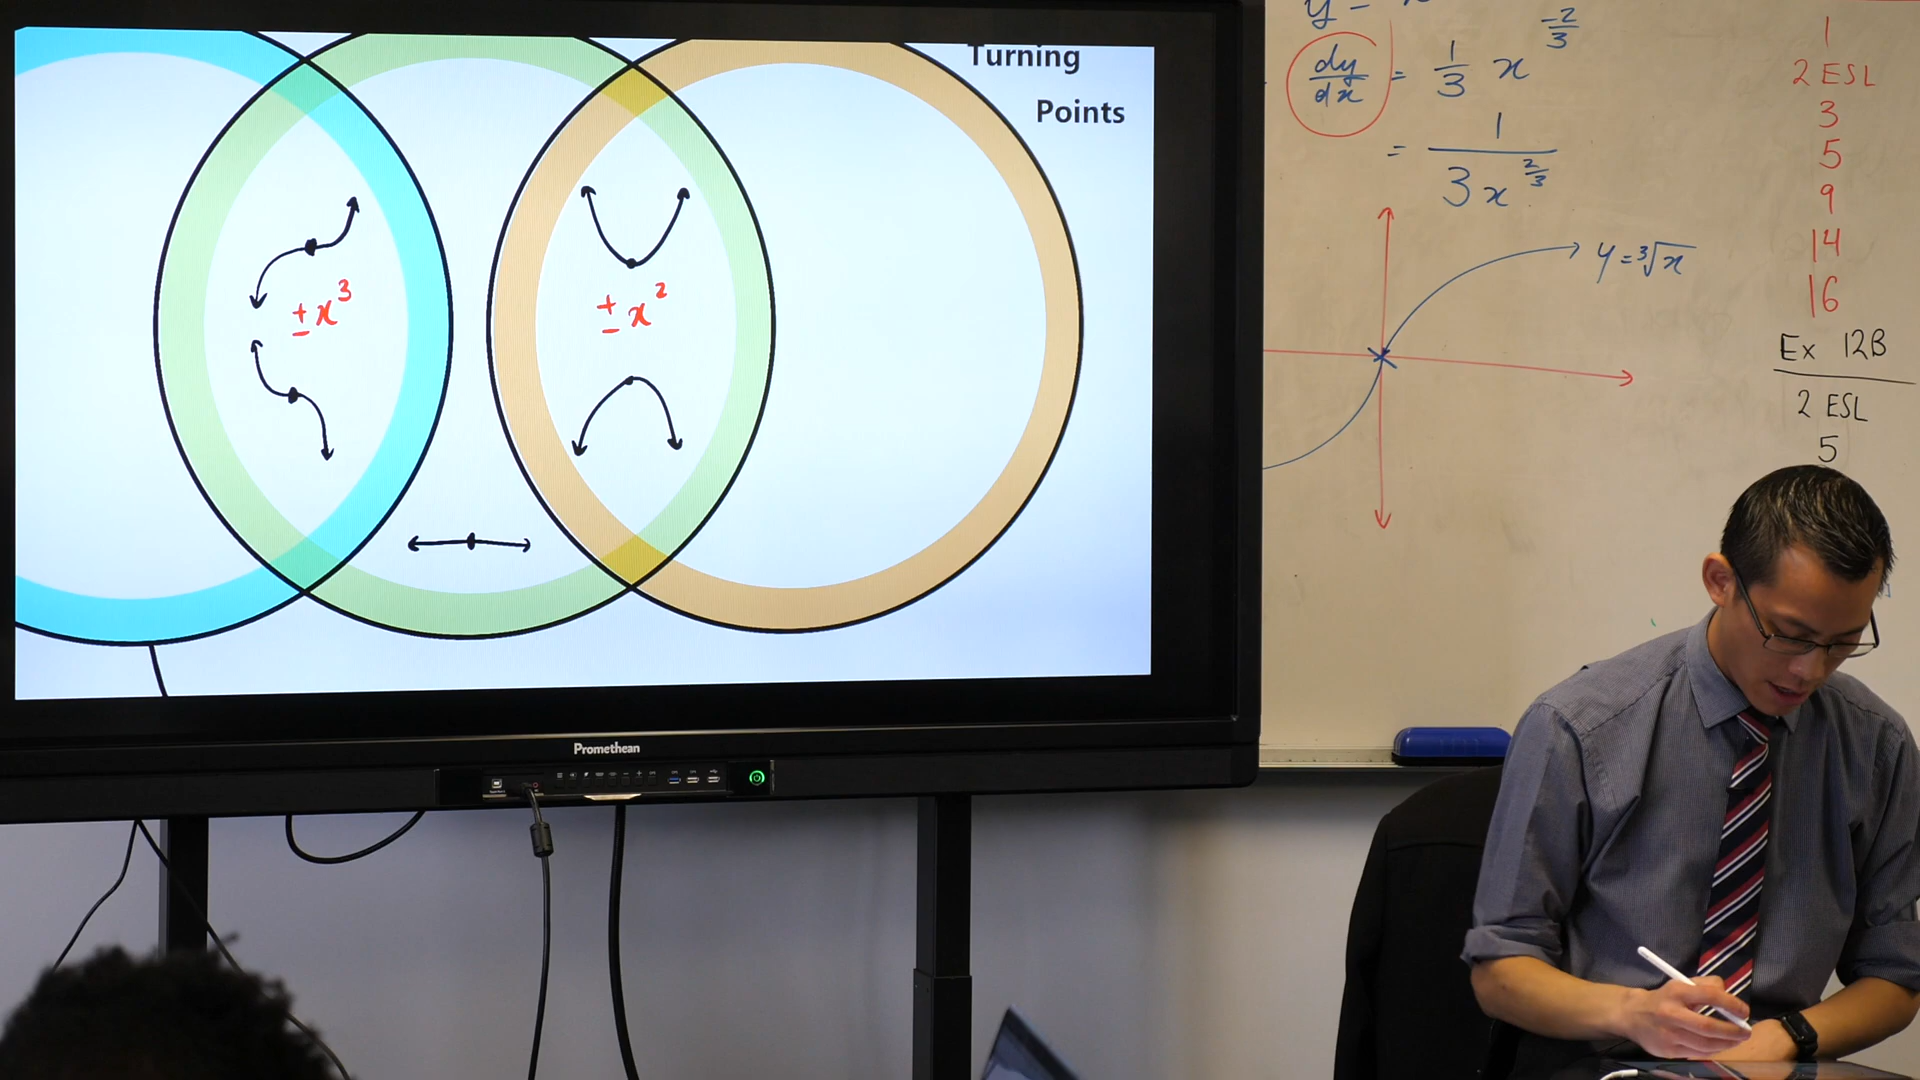 Turning
Points
± x³
± x²
Promethean
y =
dy/dx = 1/3 x^(-2/3)
= 1/(3x^(2/3))
y = ³√x
1
2 ESL
3
5
9
14
16
Ex 12B
2 ESL
5